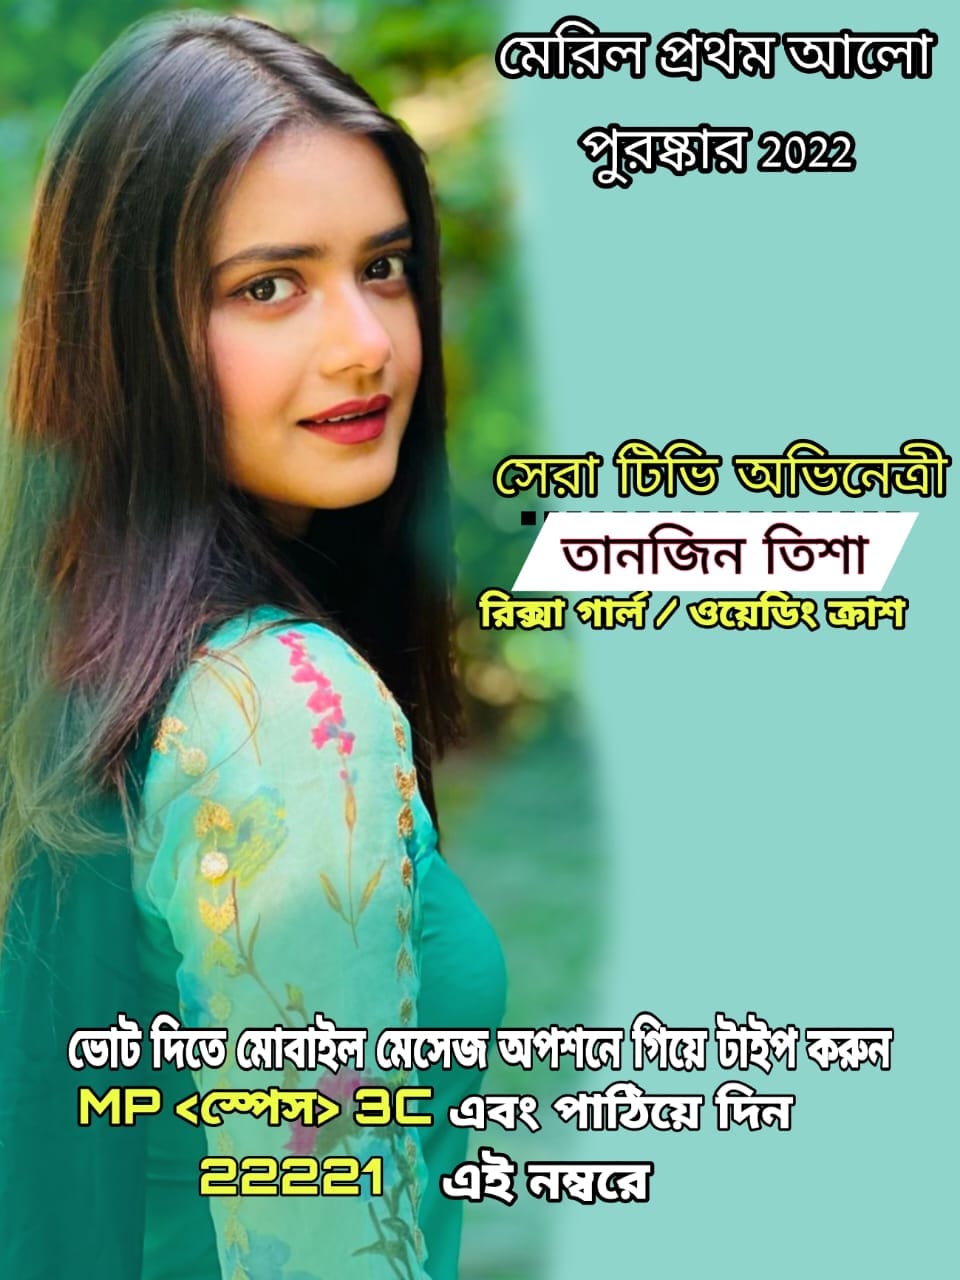 মেরিল প্রথম আলো
পুরষ্কার 2022
সেরা টিভি অভিনেত্রী
তানজিন তিশা
রিক্সা গার্ল / ওয়েডিং ক্রাশ
ভোট দিতে মোবাইল মেসেজ অপশনে গিয়ে টাইপ করুন
MP <স্পেস> 3C এবং পাঠিয়ে দিন
22221 এই নম্বরে